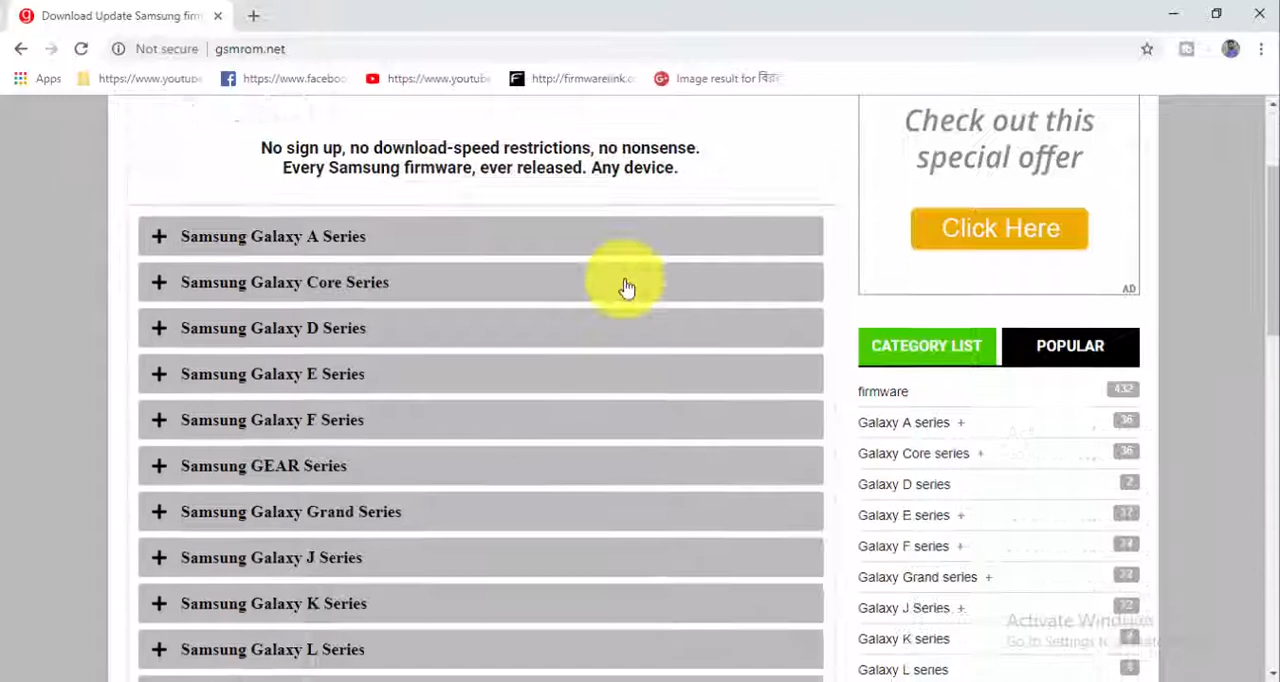 Download Update Samsung firm
Not secure
gsmrom.net
Apps
https://www.youtube
https://www.faceboo
https://www.youtube
http://firmwarelink.c
Image result for
No sign up, no download-speed restrictions, no nonsense.
Every Samsung firmware, ever released. Any device.
Samsung Galaxy A Series
Samsung Galaxy Core Series
Samsung Galaxy D Series
Samsung Galaxy E Series
Samsung Galaxy F Series
Samsung GEAR Series
Samsung Galaxy Grand Series
Samsung Galaxy J Series
Samsung Galaxy K Series
Samsung Galaxy L Series
Check out this
special offer
Click Here
AD
CATEGORY LIST
POPULAR
firmware 432
Galaxy A series + 36
Galaxy Core series + 36
Galaxy D series 2
Galaxy E series +
Galaxy F series +
Galaxy Grand series +
Galaxy J Series +
Galaxy K series
Galaxy L series
Activate Windows
Go to Settings to